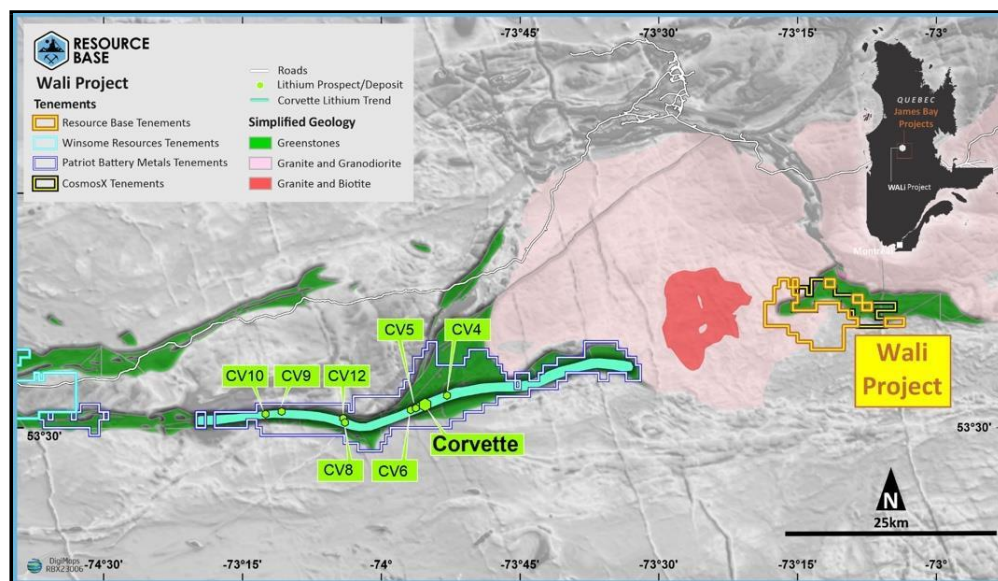 RESOURCE
BASE
Wali Project
Tenements
Resource Base Tenements
Winsome Resources Tenements
Patriot Battery Metals Tenements
CosmosX Tenements
Roads
Lithium Prospect/Deposit
Corvette Lithium Trend
Simplified Geology
Greenstones
Granite and Granodiorite
Granite and Biotite
-73°45'
-73°30'
-73°15'
-73°
QUEBEC
James Bay
Projects
WALi Project
CV5
CV4
CV10
CV9
CV12
CV8
CV6
Corvette
Wali
Project
53°30'
53°30'
N
25km
DigiMaps
RBX23006
-74°30'
-73°15'
-74°
-73°30'
-73°15'
-73°